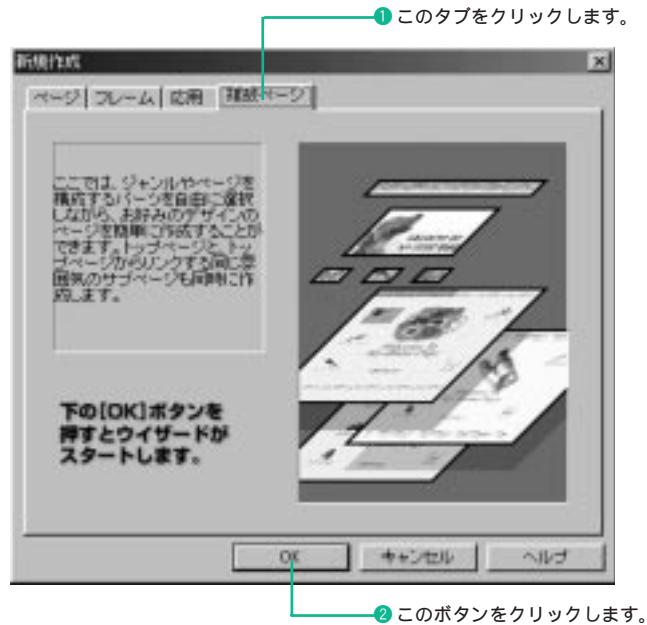 ❶ このタブをクリックします。
新規作成
ページ フレーム 応用 接続ページ
ここでは、ジャンルやページを
構成するパーツを自由に選択
しながら、お好みのデザインの
ページを簡単に作成することが
できます。トップページと、トッ
プページからリンクする同じ雰
囲気のサブページも同時に作
成します。
下の[OK]ボタンを
押すとウイザードが
スタートします。
OK キャンセル ヘルプ
❷ このボタンをクリックします。